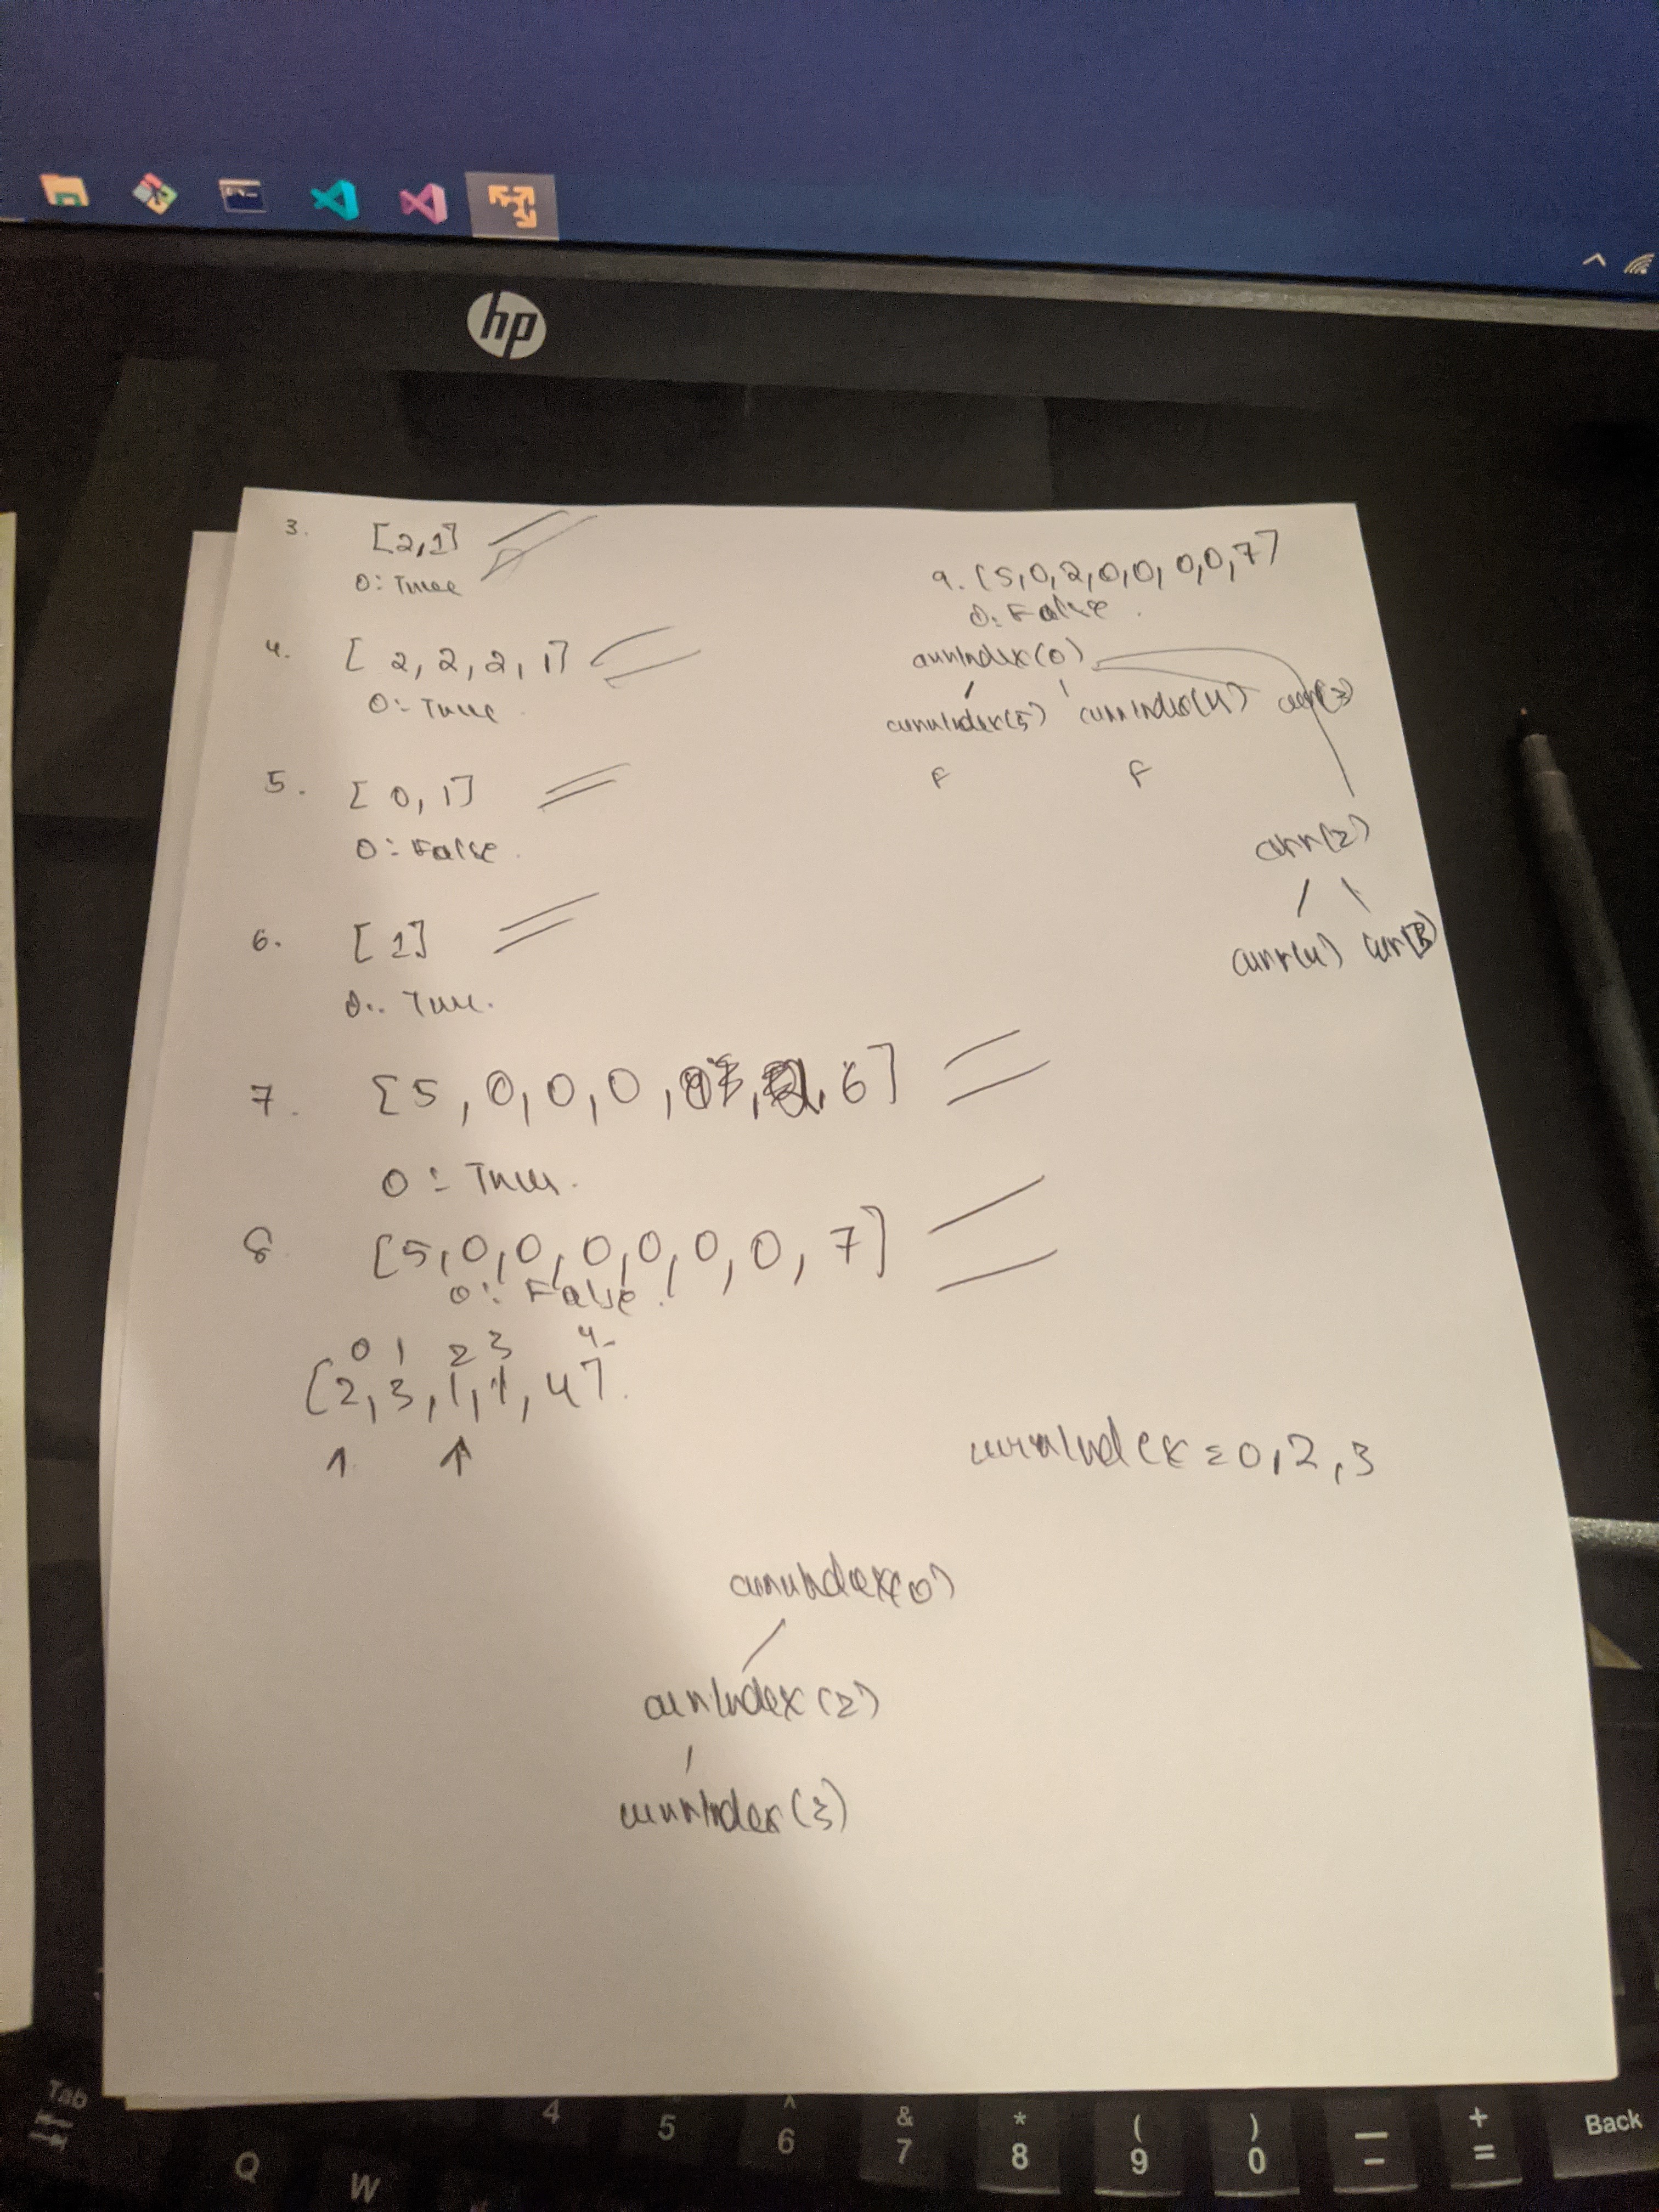 hp
3. [2,1]
O: True
4. [2, 2, 2, 1]
O: True
5. [0, 1]
O: False.
6. [1]
O: True.
7. [5, 0, 0, 0, , , 6]
O: True.
8 [5, 0, 0, 0, 0, 0, 0, 7]
O: False.
0 1 2 3 4
[2, 3, 1, 1, 4].
9. [5, 0, 2, 0, 0, 0, 0, 7]
O: False.
currIndex(0)
currIndex(5) currIndex(4) curr(3)
F F
curr(2)
curr(4) curr(3)
currIndex = 0, 2, 3
currIndex(0)
currIndex(2)
currIndex(3)
Tab
4 5 ^ 6 & 7 * 8 ( 9 ) 0 — - + = Back
Q W